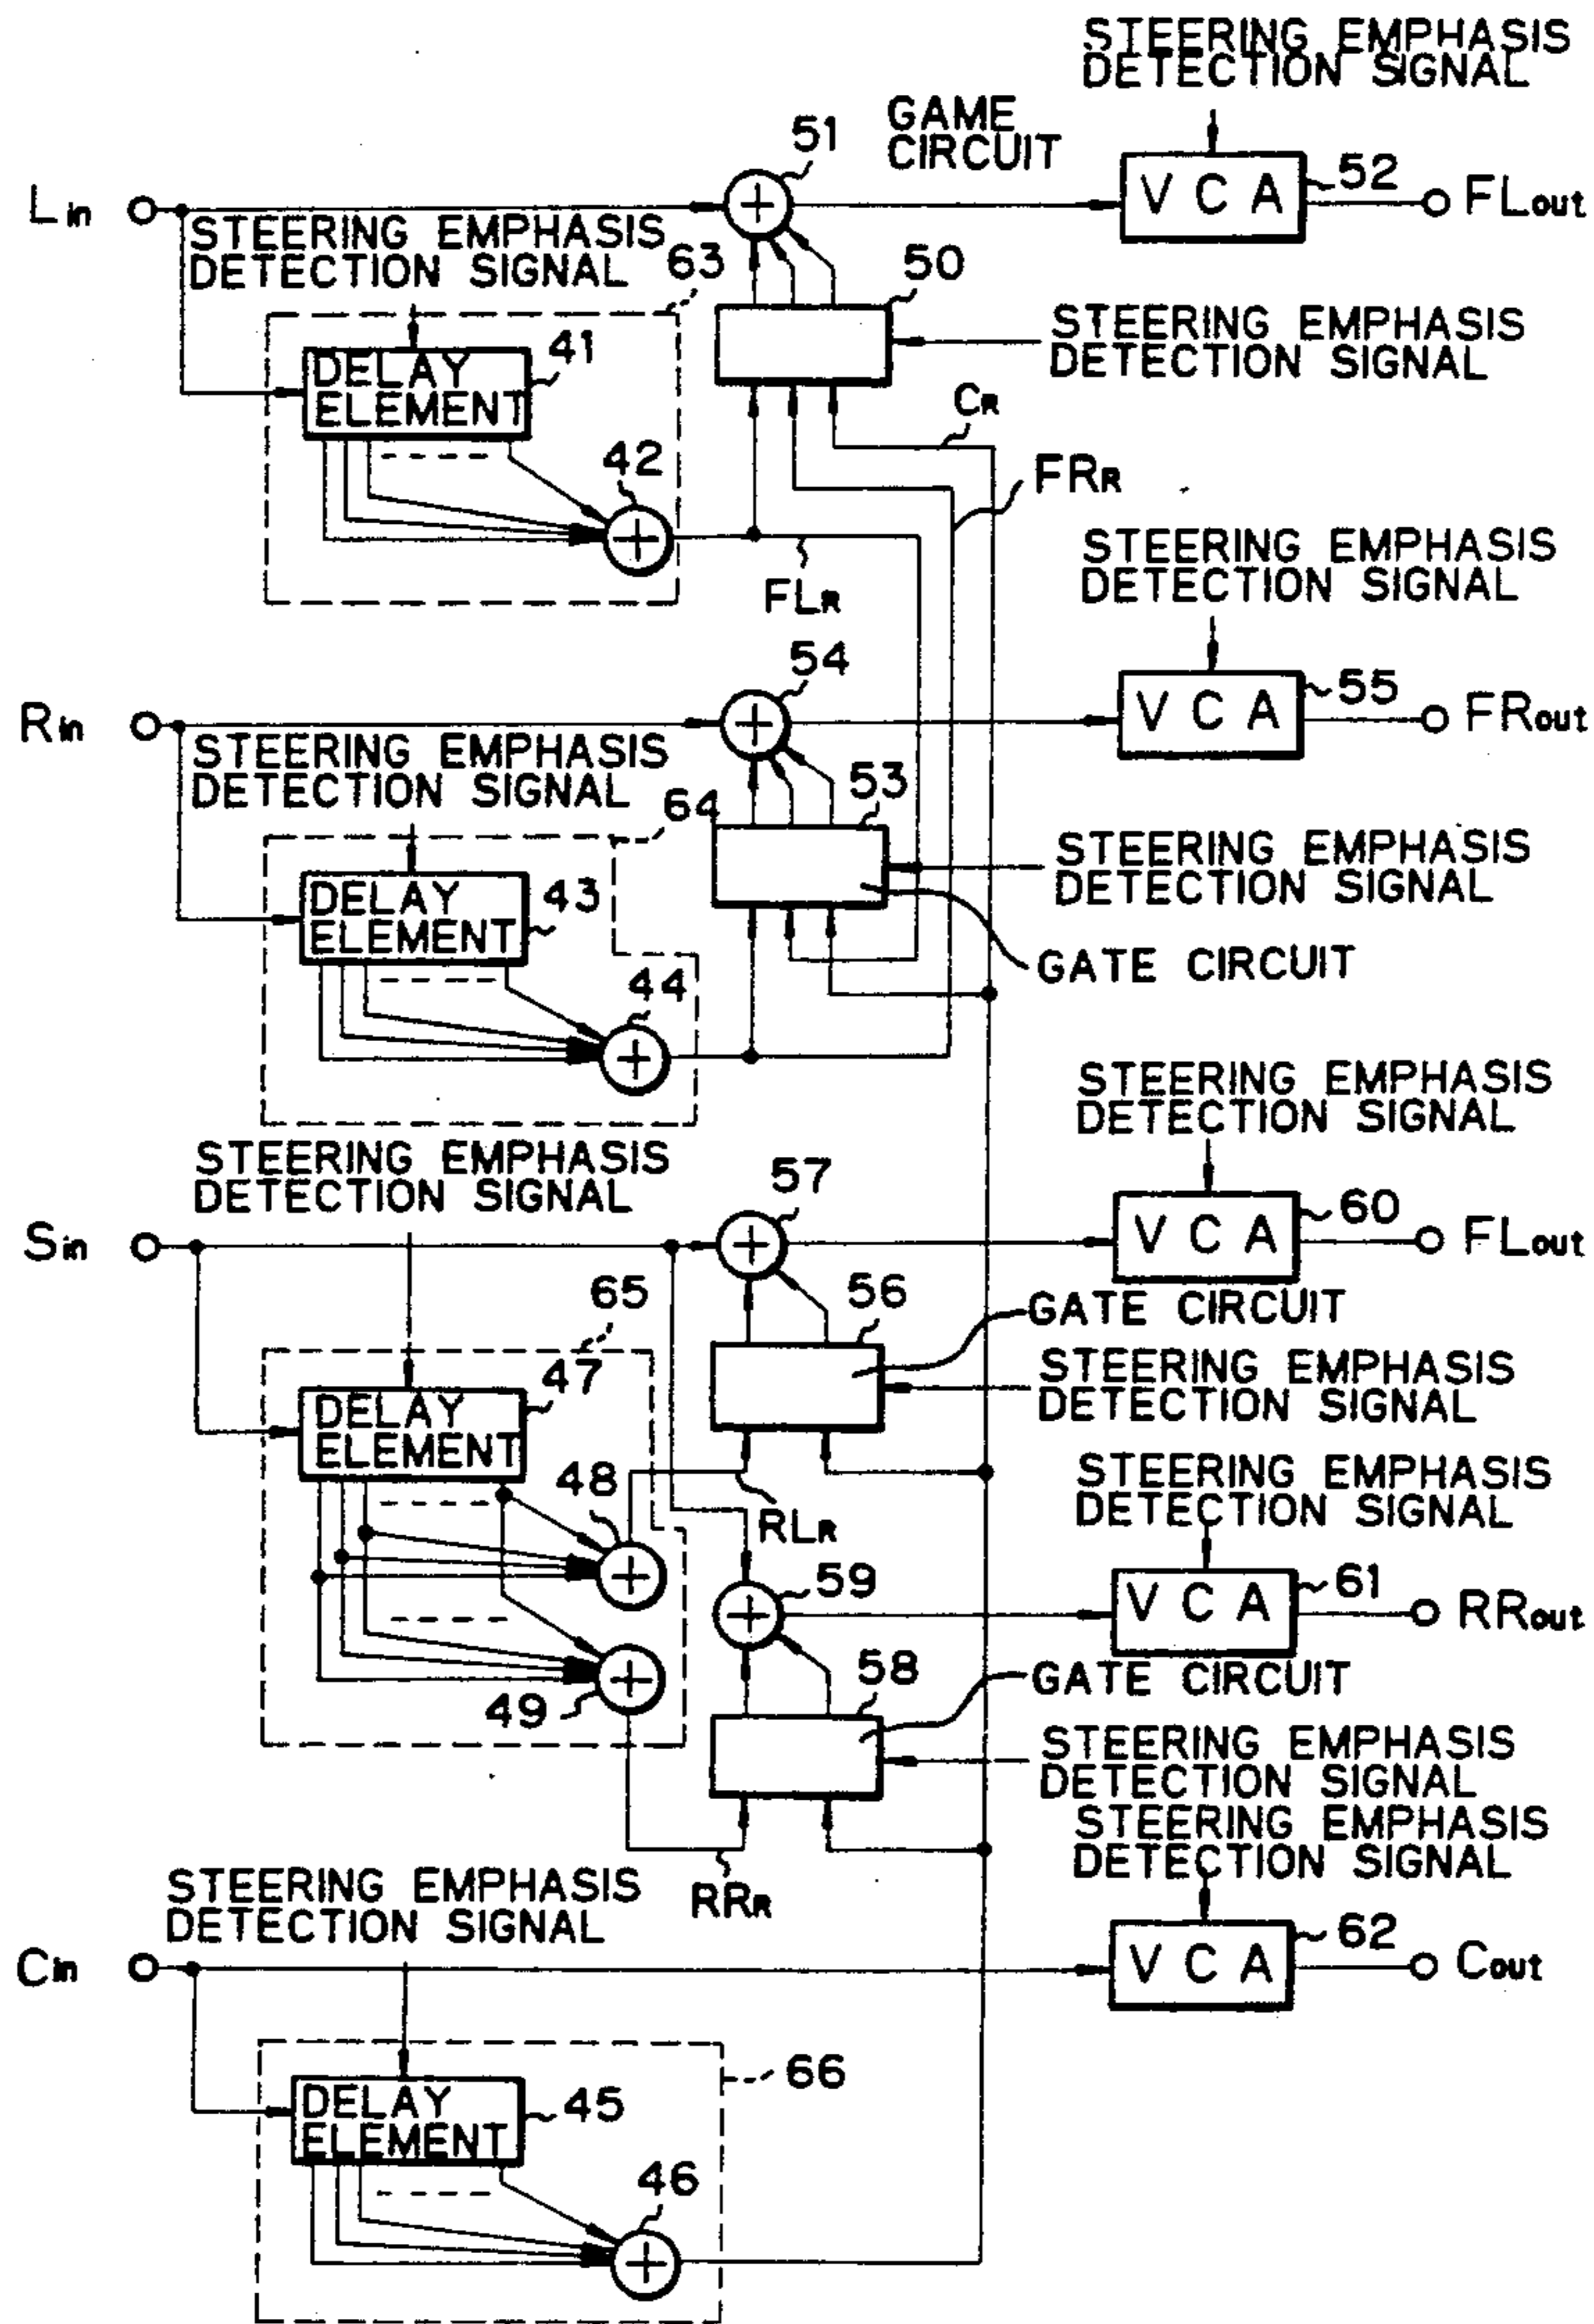 STEERING EMPHASIS
DETECTION SIGNAL
51
GAME
CIRCUIT
Lin
VCA
52
FLout
STEERING EMPHASIS
DETECTION SIGNAL
63
50
STEERING EMPHASIS
DETECTION SIGNAL
DELAY
ELEMENT
41
CR
42
FRR
FLR
STEERING EMPHASIS
DETECTION SIGNAL
54
Rin
VCA
55
FRout
STEERING EMPHASIS
DETECTION SIGNAL
64
53
STEERING EMPHASIS
DETECTION SIGNAL
DELAY
ELEMENT
43
GATE CIRCUIT
44
STEERING EMPHASIS
DETECTION SIGNAL
STEERING EMPHASIS
DETECTION SIGNAL
57
Sin
VCA
60
FLout
65
56
GATE CIRCUIT
STEERING EMPHASIS
DETECTION SIGNAL
DELAY
ELEMENT
47
48
RLR
STEERING EMPHASIS
DETECTION SIGNAL
59
VCA
61
RRout
49
58
GATE CIRCUIT
STEERING EMPHASIS
DETECTION SIGNAL
STEERING EMPHASIS
DETECTION SIGNAL
RRR
STEERING EMPHASIS
DETECTION SIGNAL
Cin
VCA
62
Cout
66
DELAY
ELEMENT
45
46